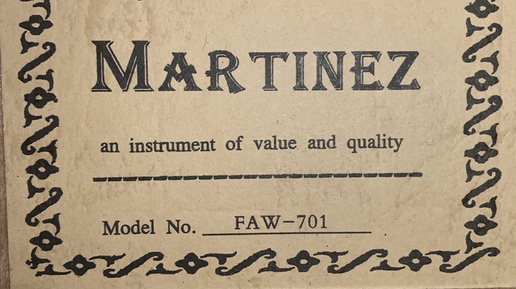 MARTINEZ
an instrument of value and quality
Model No. FAW-701